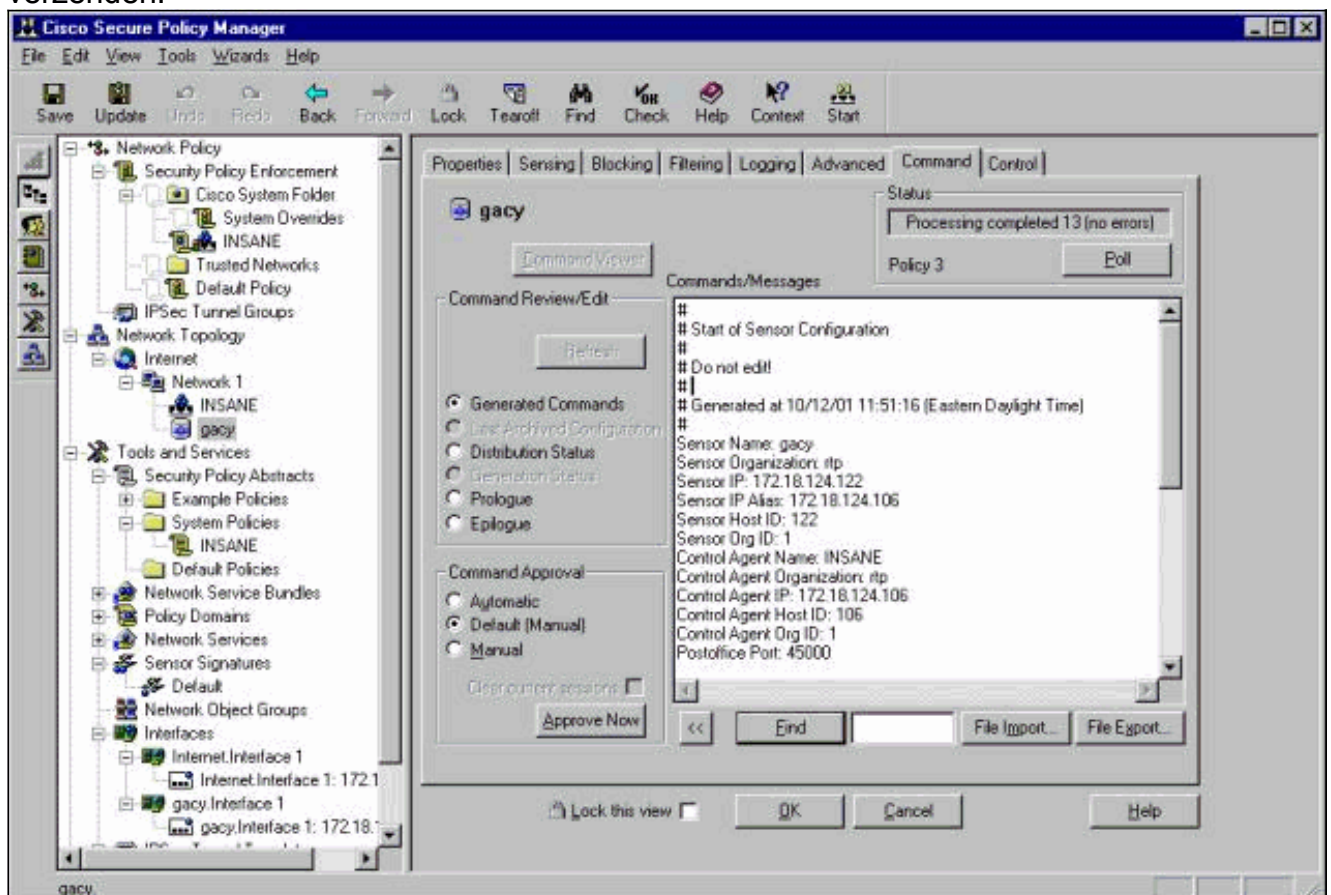 verzenden.
Cisco Secure Policy Manager
File Edit View Tools Wizards Help
Save Update Undo Redo Back Forward Lock Tearoff Find Check Help Context Start
Network Policy
Security Policy Enforcement
Cisco System Folder
System Overrides
INSANE
Trusted Networks
Default Policy
IPSec Tunnel Groups
Network Topology
Internet
Network 1
INSANE
gacy
Tools and Services
Security Policy Abstracts
Example Policies
System Policies
INSANE
Default Policies
Network Service Bundles
Policy Domains
Network Services
Sensor Signatures
Default
Network Object Groups
Interfaces
Internet.Interface 1
Internet.Interface 1: 172.1
gacy.Interface 1
gacy.Interface 1: 172.18.
Properties Sensing Blocking Filtering Logging Advanced Command Control
gacy
Command Viewer
Status
Processing completed 13 (no errors)
Policy 3
Poll
Command Review/Edit
Refresh
Generated Commands
Last Archived Configuration
Distribution Status
Generation Status
Prologue
Epilogue
Command Approval
Automatic
Default (Manual)
Manual
Clear current sessions
Approve Now
Commands/Messages
#
# Start of Sensor Configuration
#
# Do not edit!
#
# Generated at 10/12/01 11:51:16 (Eastern Daylight Time)
#
Sensor Name: gacy
Sensor Organization: rtp
Sensor IP: 172.18.124.122
Sensor IP Alias: 172.18.124.106
Sensor Host ID: 122
Sensor Org ID: 1
Control Agent Name: INSANE
Control Agent Organization: rtp
Control Agent IP: 172.18.124.106
Control Agent Host ID: 106
Control Agent Org ID: 1
Postoffice Port: 45000
<< Find File Import... File Export...
Lock this view OK Cancel Help
gacy.